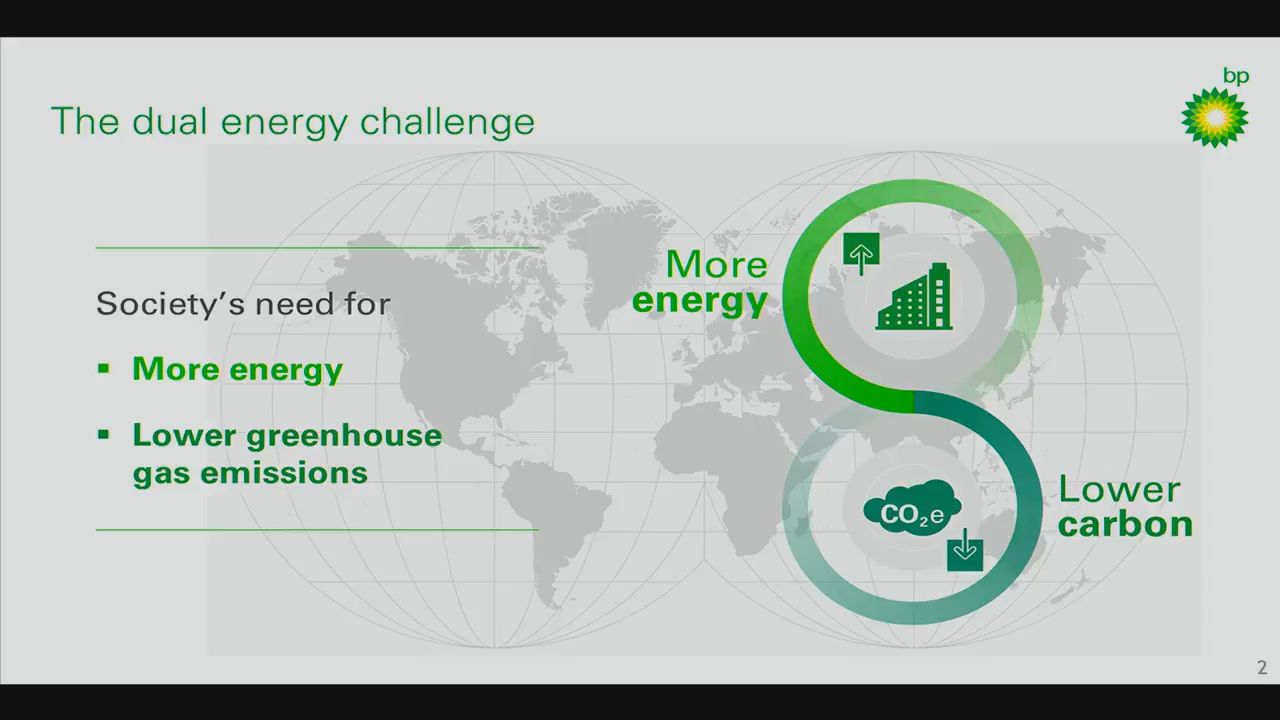 bp
The dual energy challenge
Society's need for
▪ More energy
▪ Lower greenhouse
gas emissions
More
energy
CO₂e
Lower
carbon
2